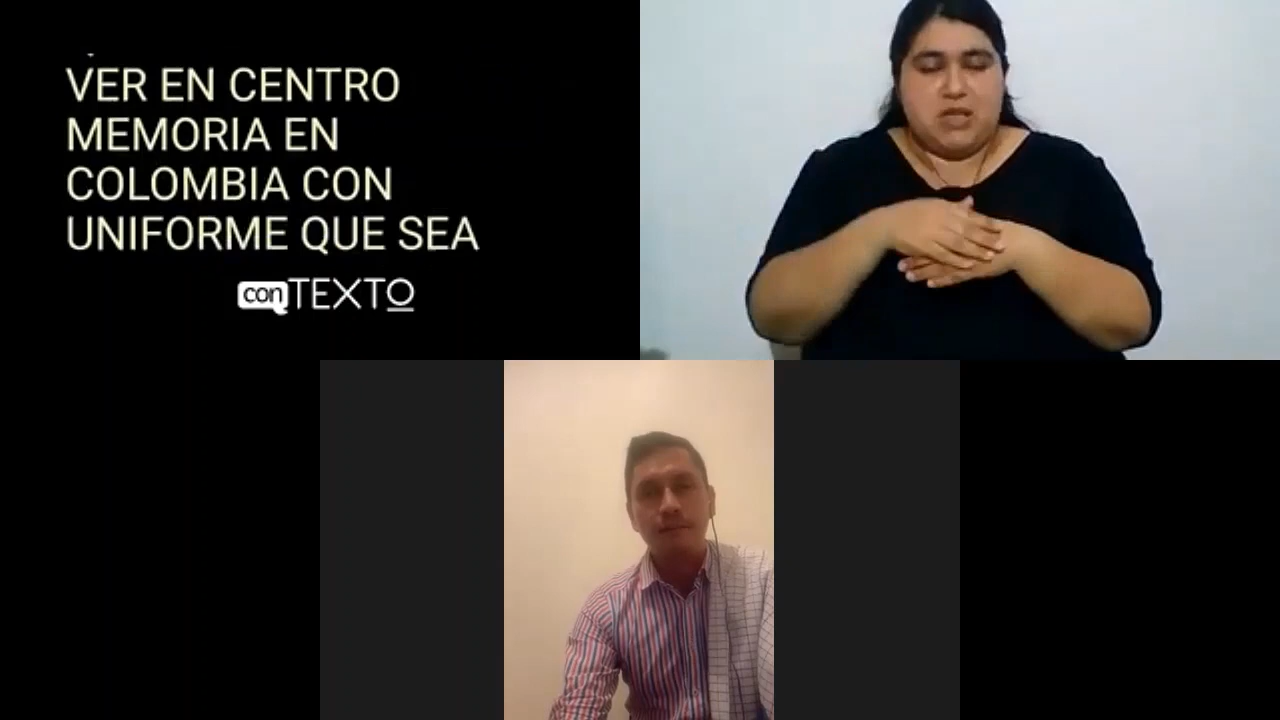 VER EN CENTRO
MEMORIA EN
COLOMBIA CON
UNIFORME QUE SEA
conTEXTO